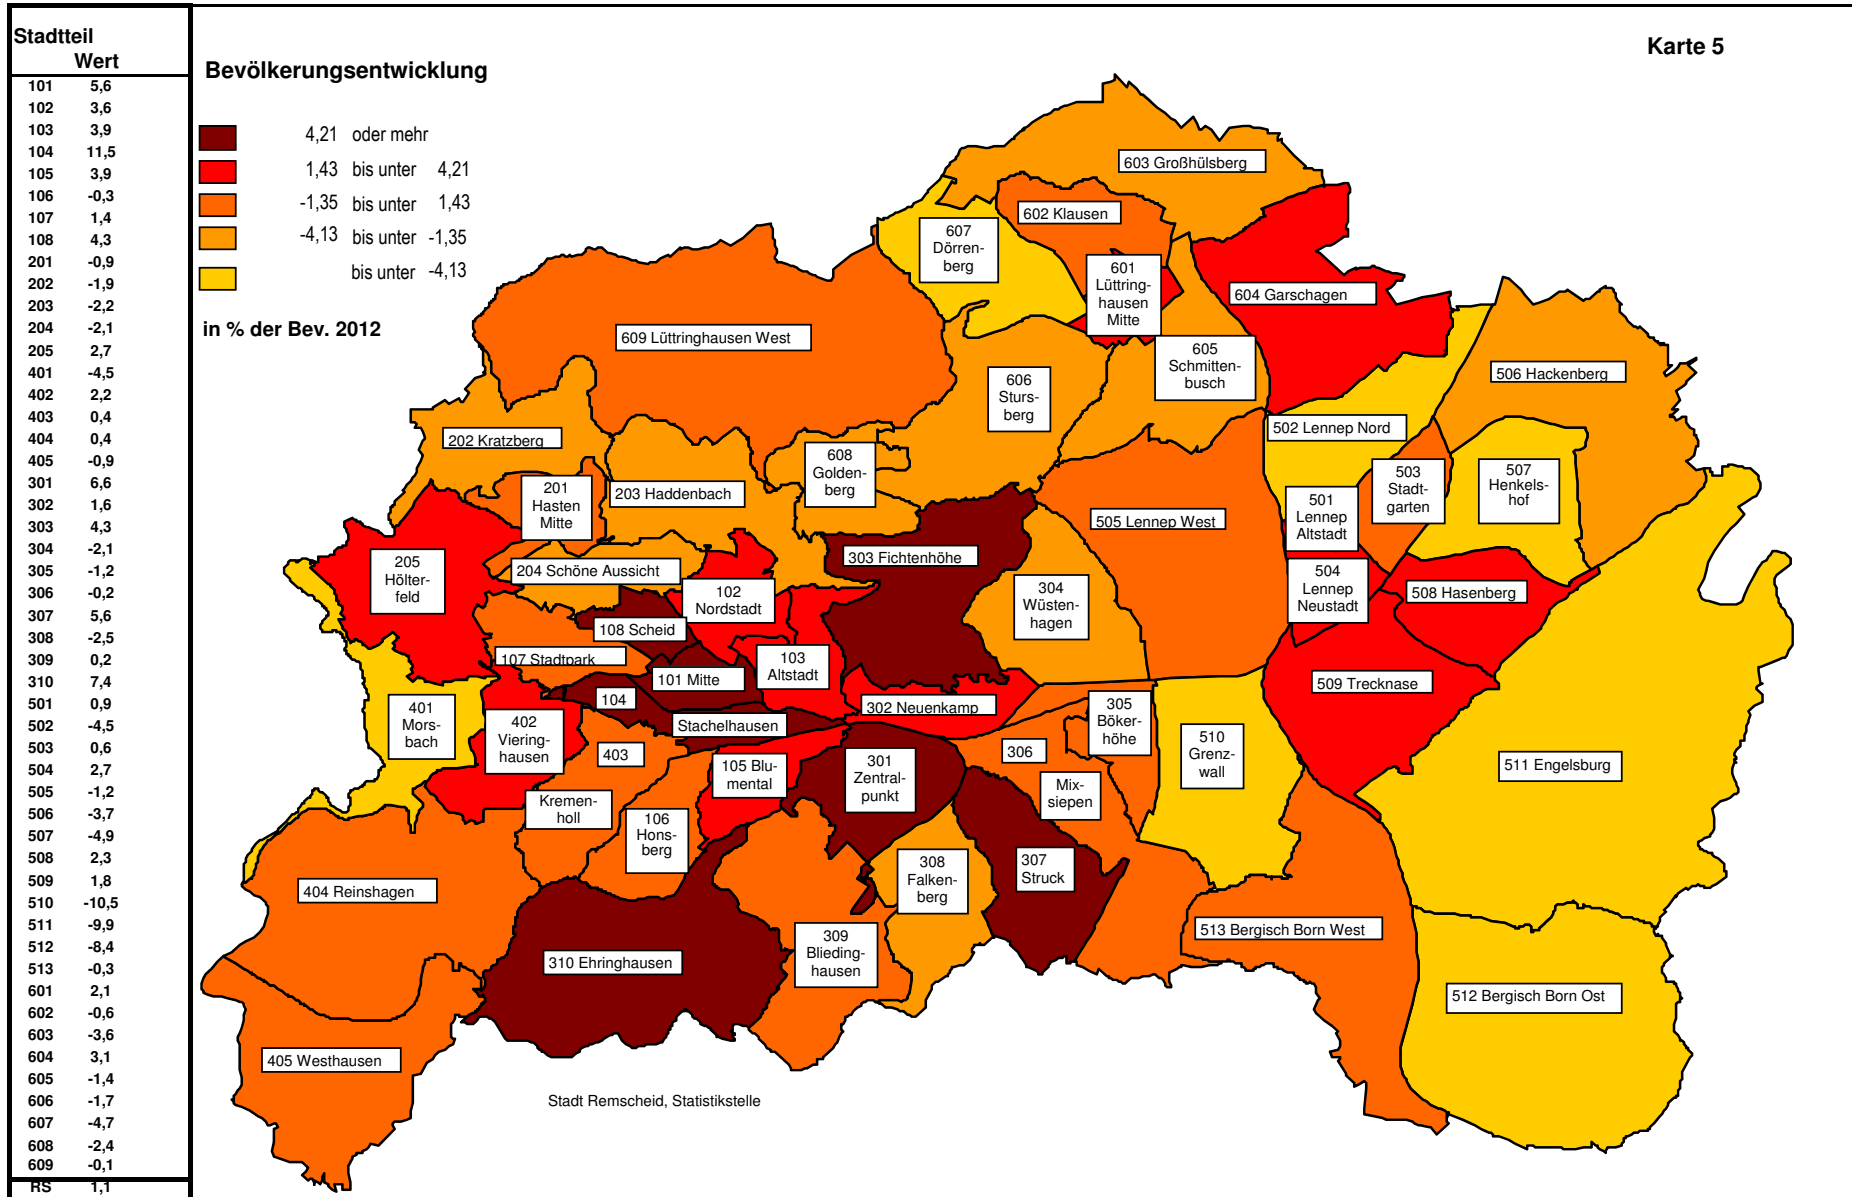 Stadtteil
Wert
101 5,6
102 3,6
103 3,9
104 11,5
105 3,9
106 -0,3
107 1,4
108 4,3
201 -0,9
202 -1,9
203 -2,2
204 -2,1
205 2,7
401 -4,5
402 2,2
403 0,4
404 0,4
405 -0,9
301 6,6
302 1,6
303 4,3
304 -2,1
305 -1,2
306 -0,2
307 5,6
308 -2,5
309 0,2
310 7,4
501 0,9
502 -4,5
503 0,6
504 2,7
505 -1,2
506 -3,7
507 -4,9
508 2,3
509 1,8
510 -10,5
511 -9,9
512 -8,4
513 -0,3
601 2,1
602 -0,6
603 -3,6
604 3,1
605 -1,4
606 -1,7
607 -4,7
608 -2,4
609 -0,1
RS 1,1
Bevölkerungsentwicklung
4,21 oder mehr
1,43 bis unter 4,21
-1,35 bis unter 1,43
-4,13 bis unter -1,35
bis unter -4,13
in % der Bev. 2012
Karte 5
603 Großhülsberg
602 Klausen
607
Dörren-
berg
601
Lüttring-
hausen
Mitte
604 Garschagen
609 Lüttringhausen West
605
Schmitten-
busch
606
Sturs-
berg
506 Hackenberg
502 Lennep Nord
202 Kratzberg
608
Golden-
berg
503
Stadt-
garten
507
Henkels-
hof
201
Hasten
Mitte
203 Haddenbach
501
Lennep
Altstadt
505 Lennep West
303 Fichtenhöhe
205
Hölter-
feld
204 Schöne Aussicht
102
Nordstadt
304
Wüsten-
hagen
504
Lennep
Neustadt
508 Hasenberg
108 Scheid
107 Stadtpark
103
Altstadt
101 Mitte
509 Trecknase
104
Stachelhausen
302 Neuenkamp
305
Böker-
höhe
401
Mors-
bach
402
Viering-
hausen
403
Kremen-
holl
105 Blu-
mental
301
Zentral-
punkt
306
Mix-
siepen
510
Grenz-
wall
511 Engelsburg
106
Hons-
berg
404 Reinshagen
308
Falken-
berg
307
Struck
310 Ehringhausen
309
Blieding-
hausen
513 Bergisch Born West
512 Bergisch Born Ost
405 Westhausen
Stadt Remscheid, Statistikstelle